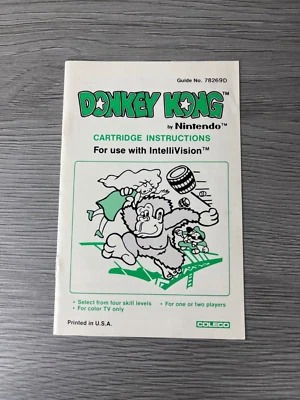 Guide No. 78269D
DONKEY KONG™
by Nintendo™
CARTRIDGE INSTRUCTIONS
For use with IntelliVision™
• Select from four skill levels
• For color TV only
• For one or two players
Printed in U.S.A.
COLECO